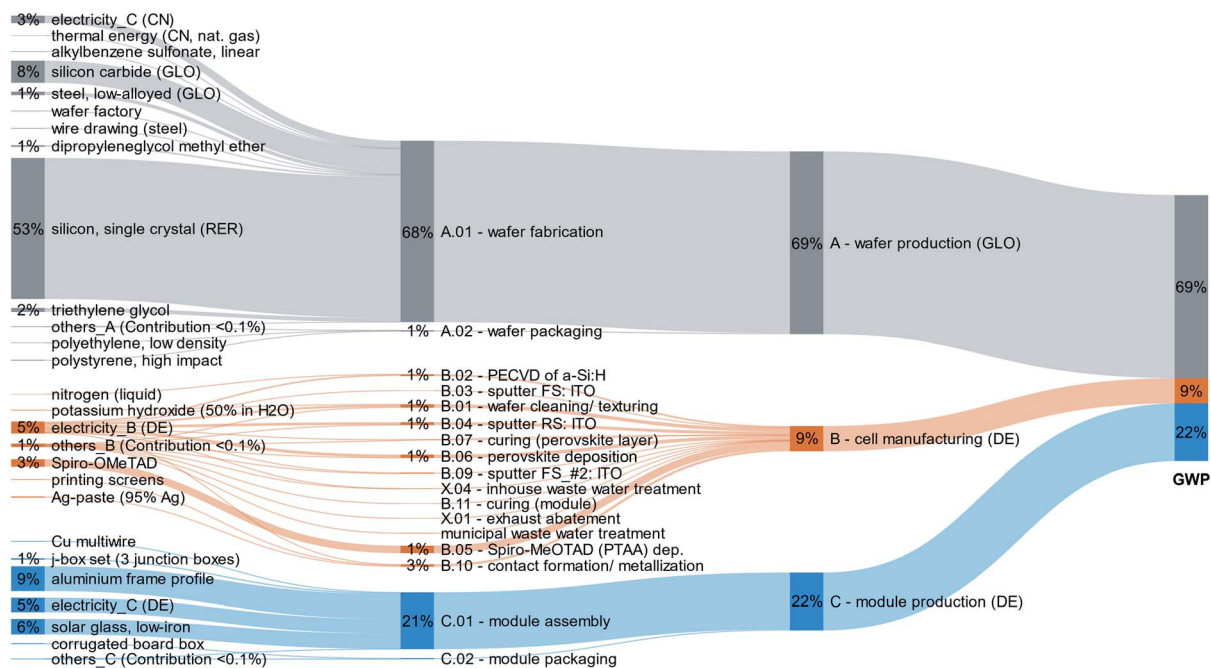 3% electricity_C (CN)
thermal energy (CN, nat. gas)
alkylbenzene sulfonate, linear
8% silicon carbide (GLO)
1% steel, low-alloyed (GLO)
wafer factory
wire drawing (steel)
1% dipropyleneglycol methyl ether
53% silicon, single crystal (RER)
2% triethylene glycol
others_A (Contribution <0.1%)
polyethylene, low density
polystyrene, high impact
nitrogen (liquid)
potassium hydroxide (50% in H2O)
5% electricity_B (DE)
1% others_B (Contribution <0.1%)
3% Spiro-OMeTAD
printing screens
Ag-paste (95% Ag)
Cu multiwire
1% j-box set (3 junction boxes)
9% aluminium frame profile
5% electricity_C (DE)
6% solar glass, low-iron
corrugated board box
others_C (Contribution <0.1%)
68% A.01 - wafer fabrication
1% A.02 - wafer packaging
1% B.02 - PECVD of a-Si:H
B.03 - sputter FS: ITO
1% B.01 - wafer cleaning/ texturing
1% B.04 - sputter RS: ITO
B.07 - curing (perovskite layer)
1% B.06 - perovskite deposition
B.09 - sputter FS_#2: ITO
X.04 - inhouse waste water treatment
B.11 - curing (module)
X.01 - exhaust abatement
municipal waste water treatment
1% B.05 - Spiro-MeOTAD (PTAA) dep.
3% B.10 - contact formation/ metallization
21% C.01 - module assembly
C.02 - module packaging
69% A - wafer production (GLO)
9% B - cell manufacturing (DE)
22% C - module production (DE)
69%
9%
22%
GWP